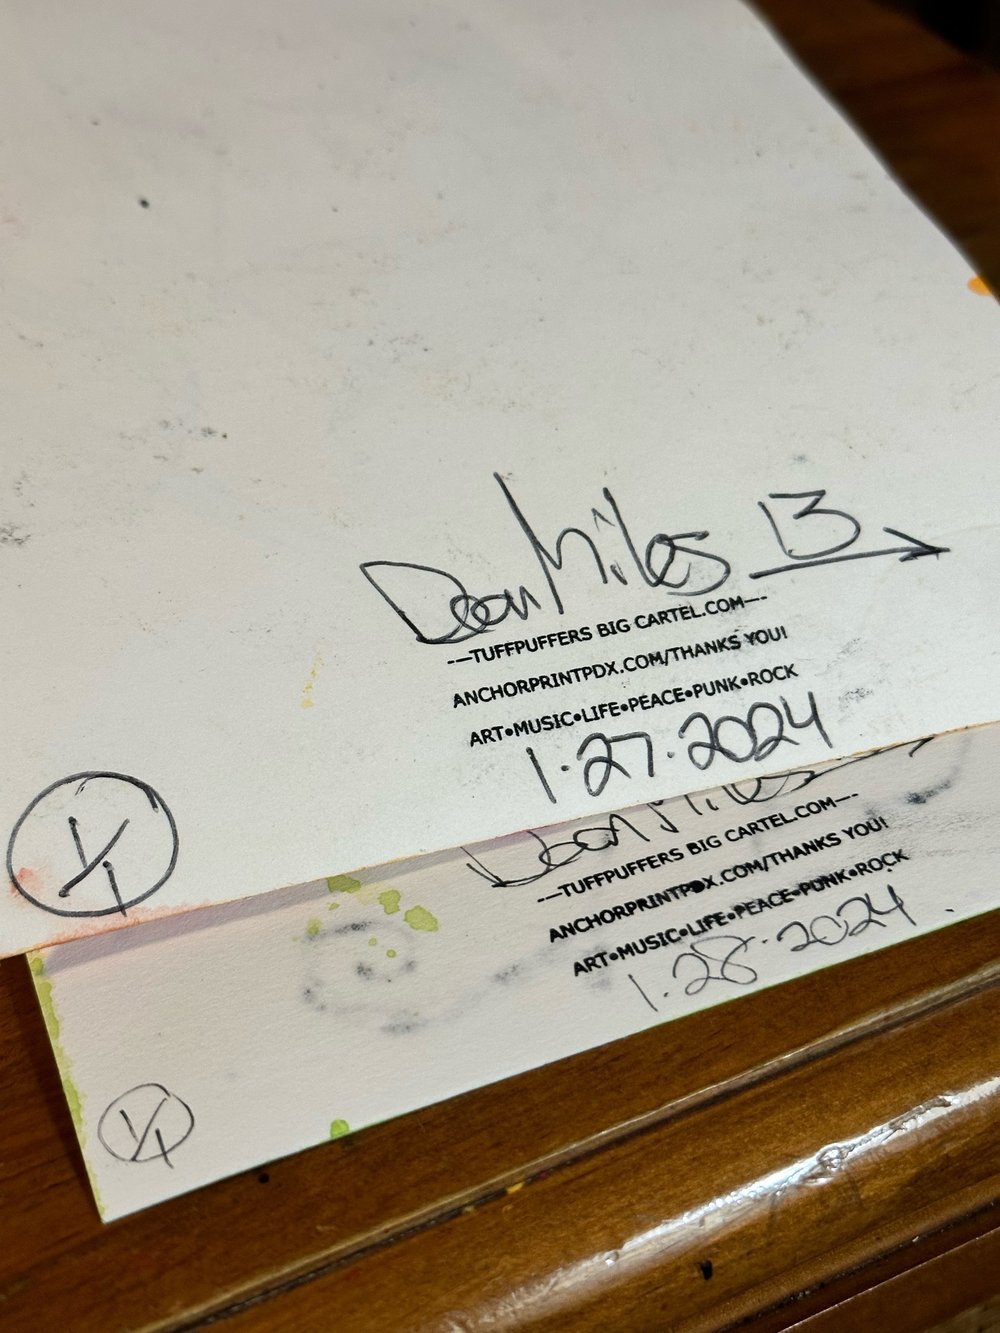 Dean Miles 13
---TUFFPUFFERS BIG CARTEL.COM---
ANCHORPRINTPDX.COM/THANKS YOU!
ART•MUSIC•LIFE•PEACE•PUNK•ROCK
1·27·2024
1/1
Dean Miles
---TUFFPUFFERS BIG CARTEL.COM---
ANCHORPRINTPDX.COM/THANKS YOU!
ART•MUSIC•LIFE•PEACE•PUNK•ROCK
1·28·2024
1/1